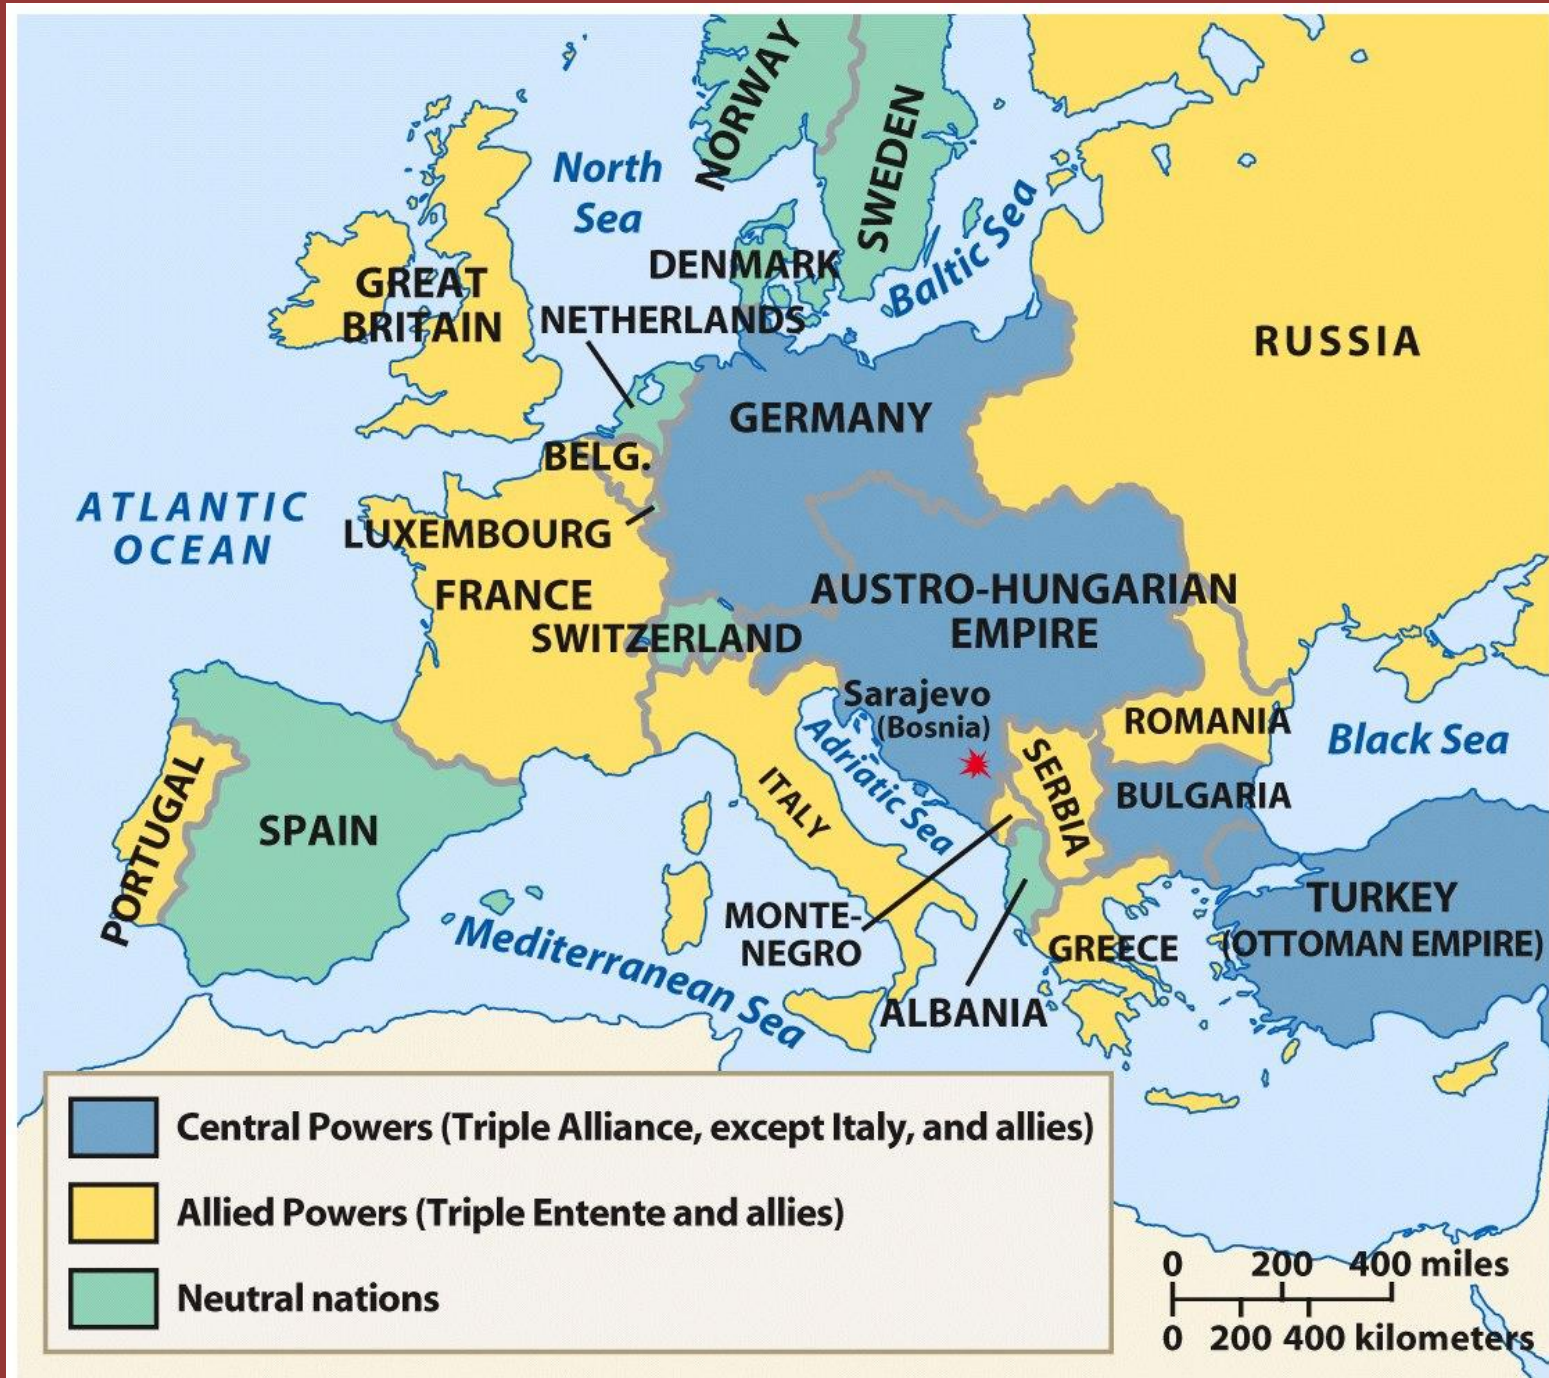 NORWAY
SWEDEN
North
Sea
Baltic Sea
DENMARK
NETHERLANDS
GREAT
BRITAIN
RUSSIA
GERMANY
BELG.
ATLANTIC
OCEAN
LUXEMBOURG
FRANCE
SWITZERLAND
AUSTRO-HUNGARIAN
EMPIRE
Sarajevo
(Bosnia)
ROMANIA
Black Sea
Adriatic Sea
SERBIA
ITALY
BULGARIA
PORTUGAL
SPAIN
MONTE-
NEGRO
TURKEY
(OTTOMAN EMPIRE)
GREECE
Mediterranean Sea
ALBANIA
Central Powers (Triple Alliance, except Italy, and allies)
Allied Powers (Triple Entente and allies)
Neutral nations
0 200 400 miles
0 200 400 kilometers